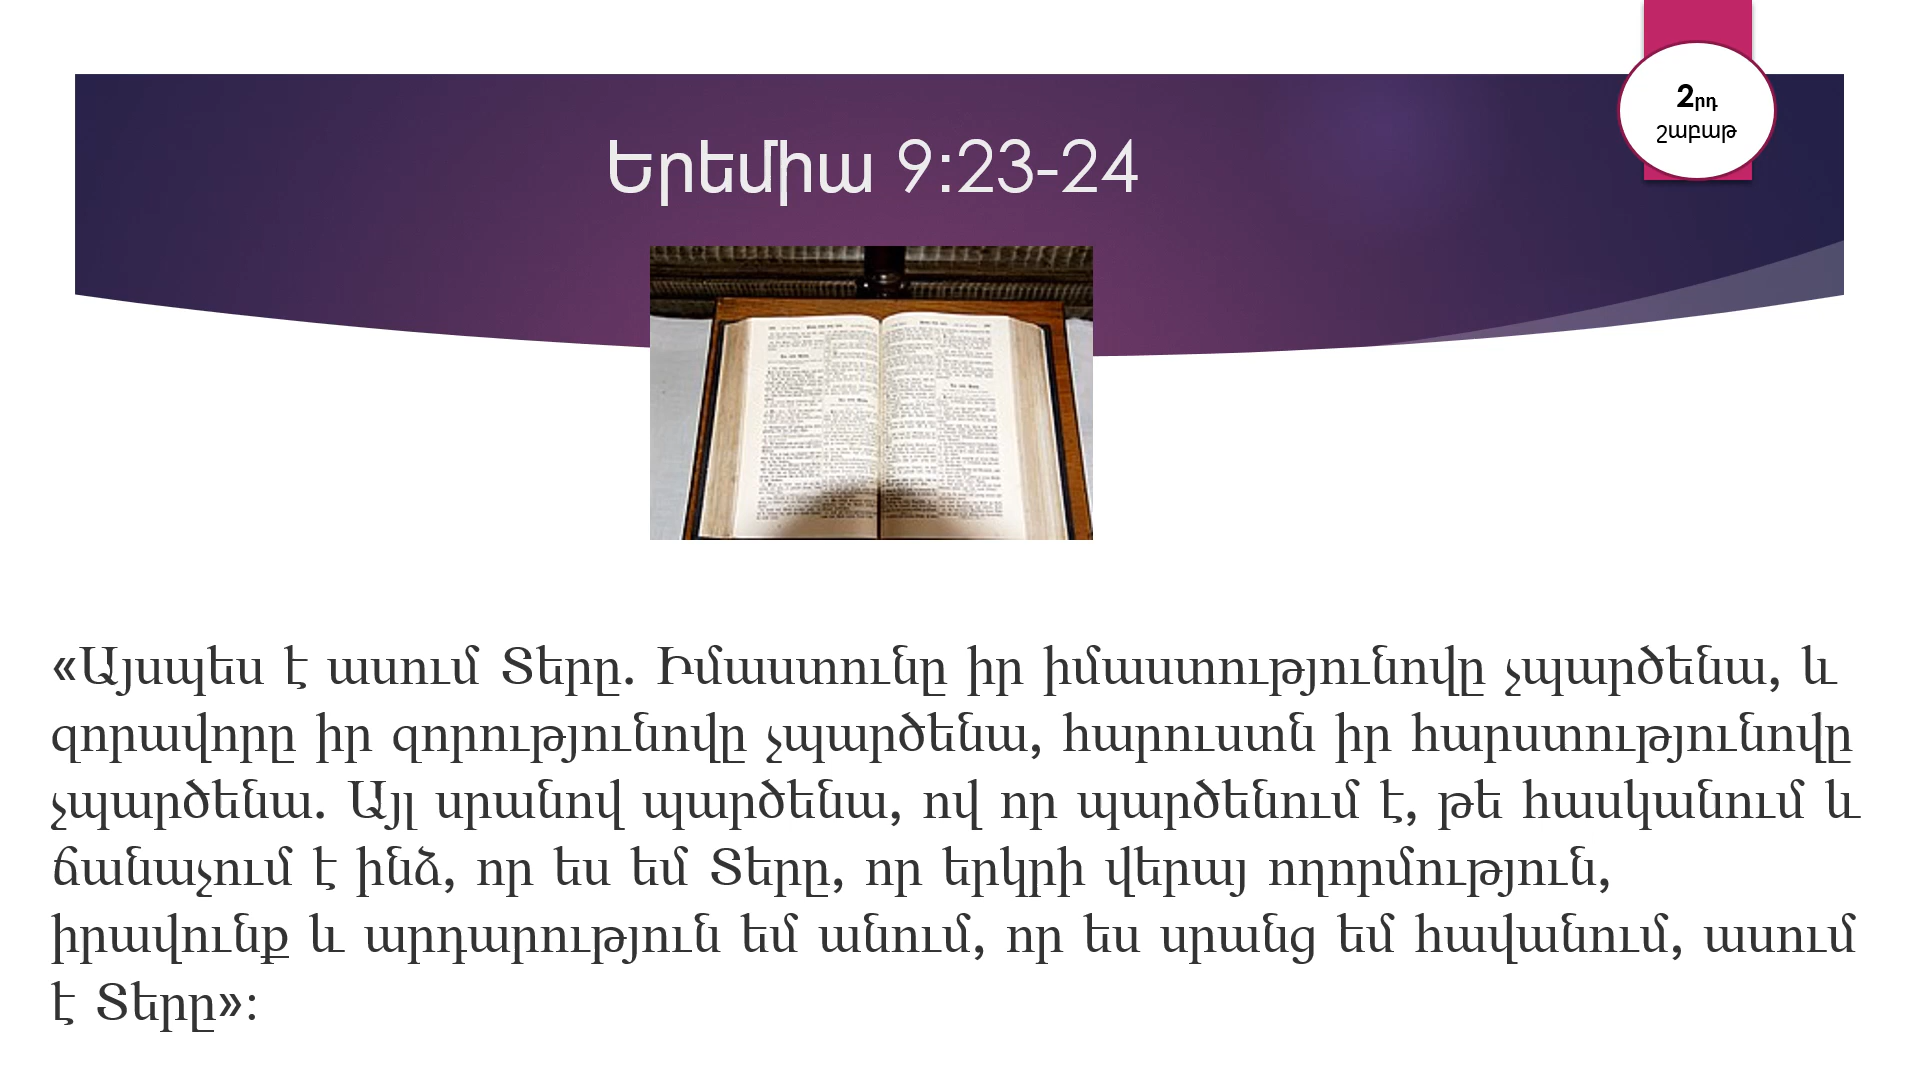 2րդ
շաբաթ
Երեմիա 9:23-24
«Այսպես է ասում Տերը. Իմաստունը իր իմաստությունովը չպարծենա, և
զորավորը իր զորությունովը չպարծենա, հարուստն իր հարստությունովը
չպարծենա. Այլ սրանով պարծենա, ով որ պարծենում է, թե հասկանում և
ճանաչում է ինձ, որ ես եմ Տերը, որ երկրի վերայ ողորմություն,
իրավունք և արդարություն եմ անում, որ ես սրանց եմ հավանում, ասում
է Տերը»: